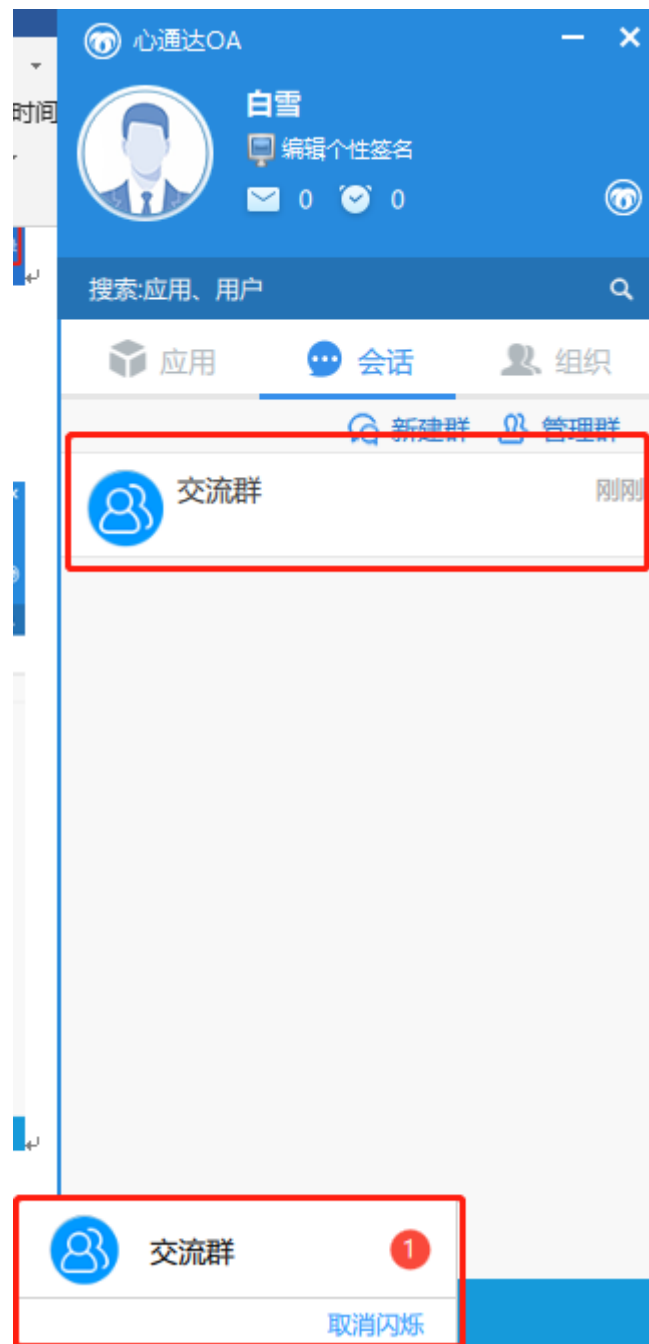 心通达OA
时间
白雪
编辑个性签名
0 0
搜索:应用、用户
应用 会话 组织
新建群 管理群
交流群 刚刚
交流群 1
取消闪烁